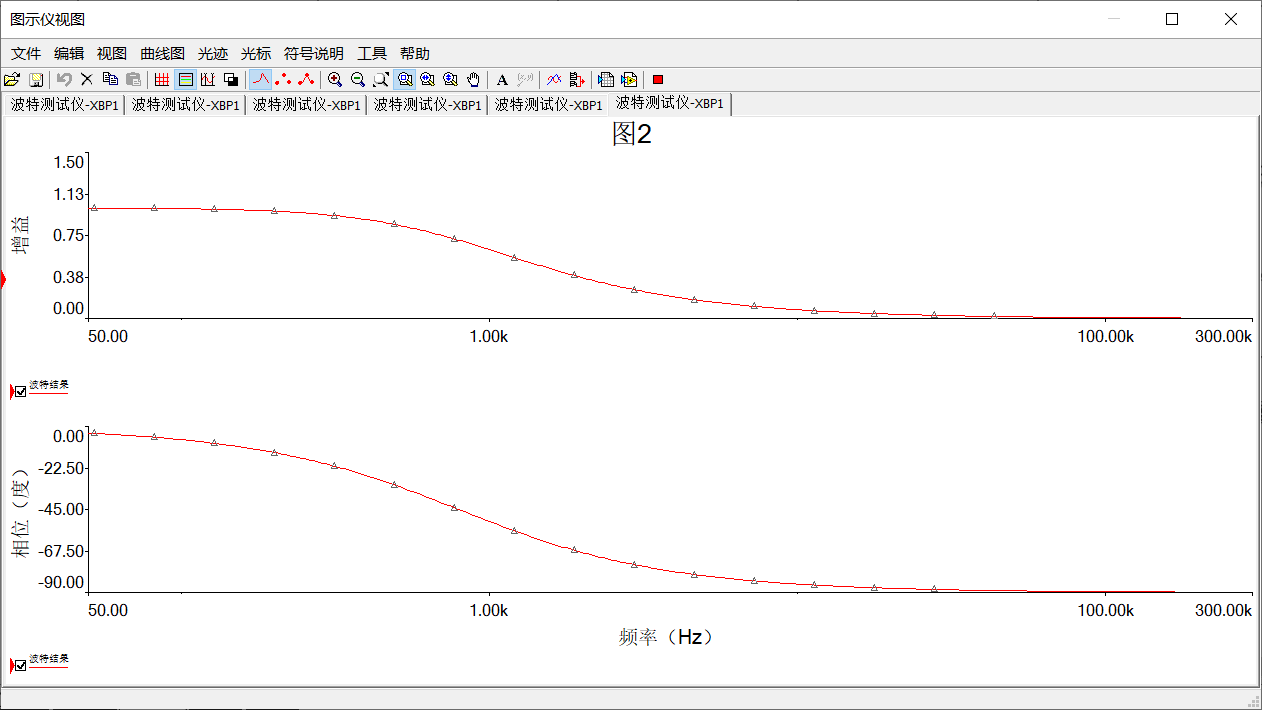 图示仪视图
文件 编辑 视图 曲线图 光迹 光标 符号说明 工具 帮助
波特测试仪-XBP1 波特测试仪-XBP1 波特测试仪-XBP1 波特测试仪-XBP1 波特测试仪-XBP1 波特测试仪-XBP1
图2
增益
1.50
1.13
0.75
0.38
0.00
50.00 1.00k 100.00k 300.00k
波特结果
相位（度）
0.00
-22.50
-45.00
-67.50
-90.00
50.00 1.00k 100.00k 300.00k
频率（Hz）
波特结果